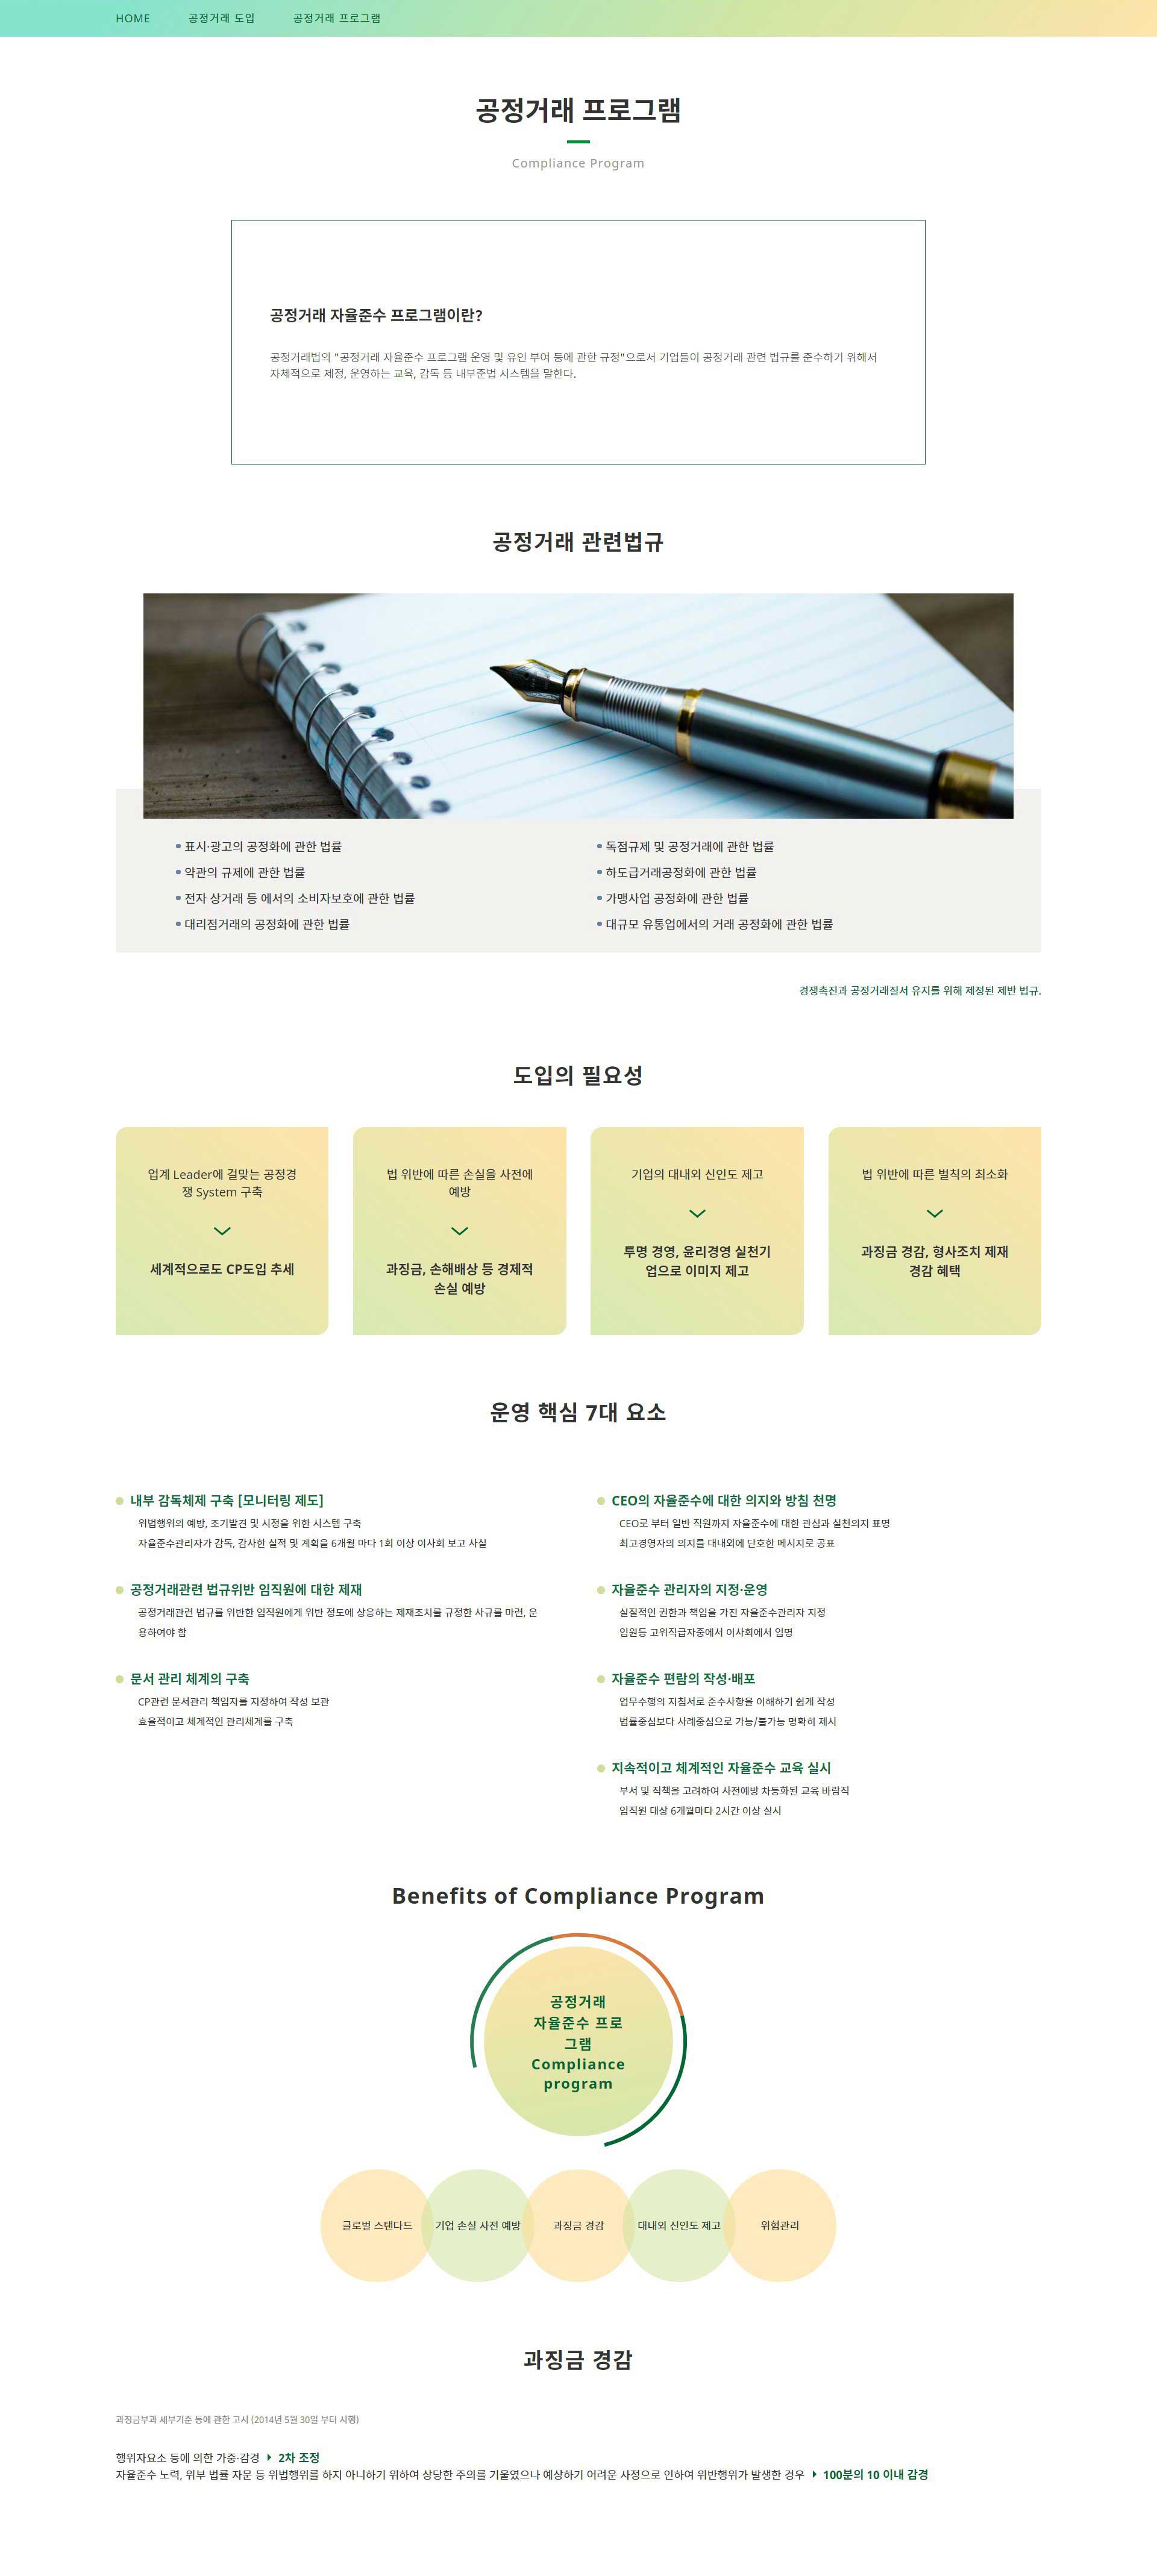 HOME
공정거래 도입
공정거래 프로그램
공정거래 프로그램
Compliance Program
공정거래 자율준수 프로그램이란?
공정거래법의 "공정거래 자율준수 프로그램 운영 및 유인 부여 등에 관한 규정"으로서 기업들이 공정거래 관련 법규를 준수하기 위해서
자체적으로 제정, 운영하는 교육, 감독 등 내부준법 시스템을 말한다.
공정거래 관련법규
표시·광고의 공정화에 관한 법률
약관의 규제에 관한 법률
전자 상거래 등 에서의 소비자보호에 관한 법률
대리점거래의 공정화에 관한 법률
독점규제 및 공정거래에 관한 법률
하도급거래공정화에 관한 법률
가맹사업 공정화에 관한 법률
대규모 유통업에서의 거래 공정화에 관한 법률
경쟁촉진과 공정거래질서 유지를 위해 제정된 제반 법규.
도입의 필요성
업계 Leader에 걸맞는 공정경
쟁 System 구축
세계적으로도 CP도입 추세
법 위반에 따른 손실을 사전에
예방
과징금, 손해배상 등 경제적
손실 예방
기업의 대내외 신인도 제고
투명 경영, 윤리경영 실천기
업으로 이미지 제고
법 위반에 따른 벌칙의 최소화
과징금 경감, 형사조치 제재
경감 혜택
운영 핵심 7대 요소
내부 감독체제 구축 [모니터링 제도]
위법행위의 예방, 조기발견 및 시정을 위한 시스템 구축
자율준수관리자가 감독, 감사한 실적 및 계획을 6개월 마다 1회 이상 이사회 보고 사실
공정거래관련 법규위반 임직원에 대한 제재
공정거래관련 법규를 위반한 임직원에게 위반 정도에 상응하는 제재조치를 규정한 사규를 마련, 운
용하여야 함
문서 관리 체계의 구축
CP관련 문서관리 책임자를 지정하여 작성 보관
효율적이고 체계적인 관리체계를 구축
CEO의 자율준수에 대한 의지와 방침 천명
CEO로 부터 일반 직원까지 자율준수에 대한 관심과 실천의지 표명
최고경영자의 의지를 대내외에 단호한 메시지로 공표
자율준수 관리자의 지정·운영
실질적인 권한과 책임을 가진 자율준수관리자 지정
임원등 고위직급자중에서 이사회에서 임명
자율준수 편람의 작성·배포
업무수행의 지침서로 준수사항을 이해하기 쉽게 작성
법률중심보다 사례중심으로 가능/불가능 명확히 제시
지속적이고 체계적인 자율준수 교육 실시
부서 및 직책을 고려하여 사전예방 차등화된 교육 바람직
임직원 대상 6개월마다 2시간 이상 실시
Benefits of Compliance Program
공정거래
자율준수 프로
그램
Compliance
program
글로벌 스탠다드
기업 손실 사전 예방
과징금 경감
대내외 신인도 제고
위험관리
과징금 경감
과징금부과 세부기준 등에 관한 고시 (2014년 5월 30일 부터 시행)
행위자요소 등에 의한 가중·감경 2차 조정
자율준수 노력, 위부 법률 자문 등 위법행위를 하지 아니하기 위하여 상당한 주의를 기울였으나 예상하기 어려운 사정으로 인하여 위반행위가 발생한 경우 100분의 10 이내 감경